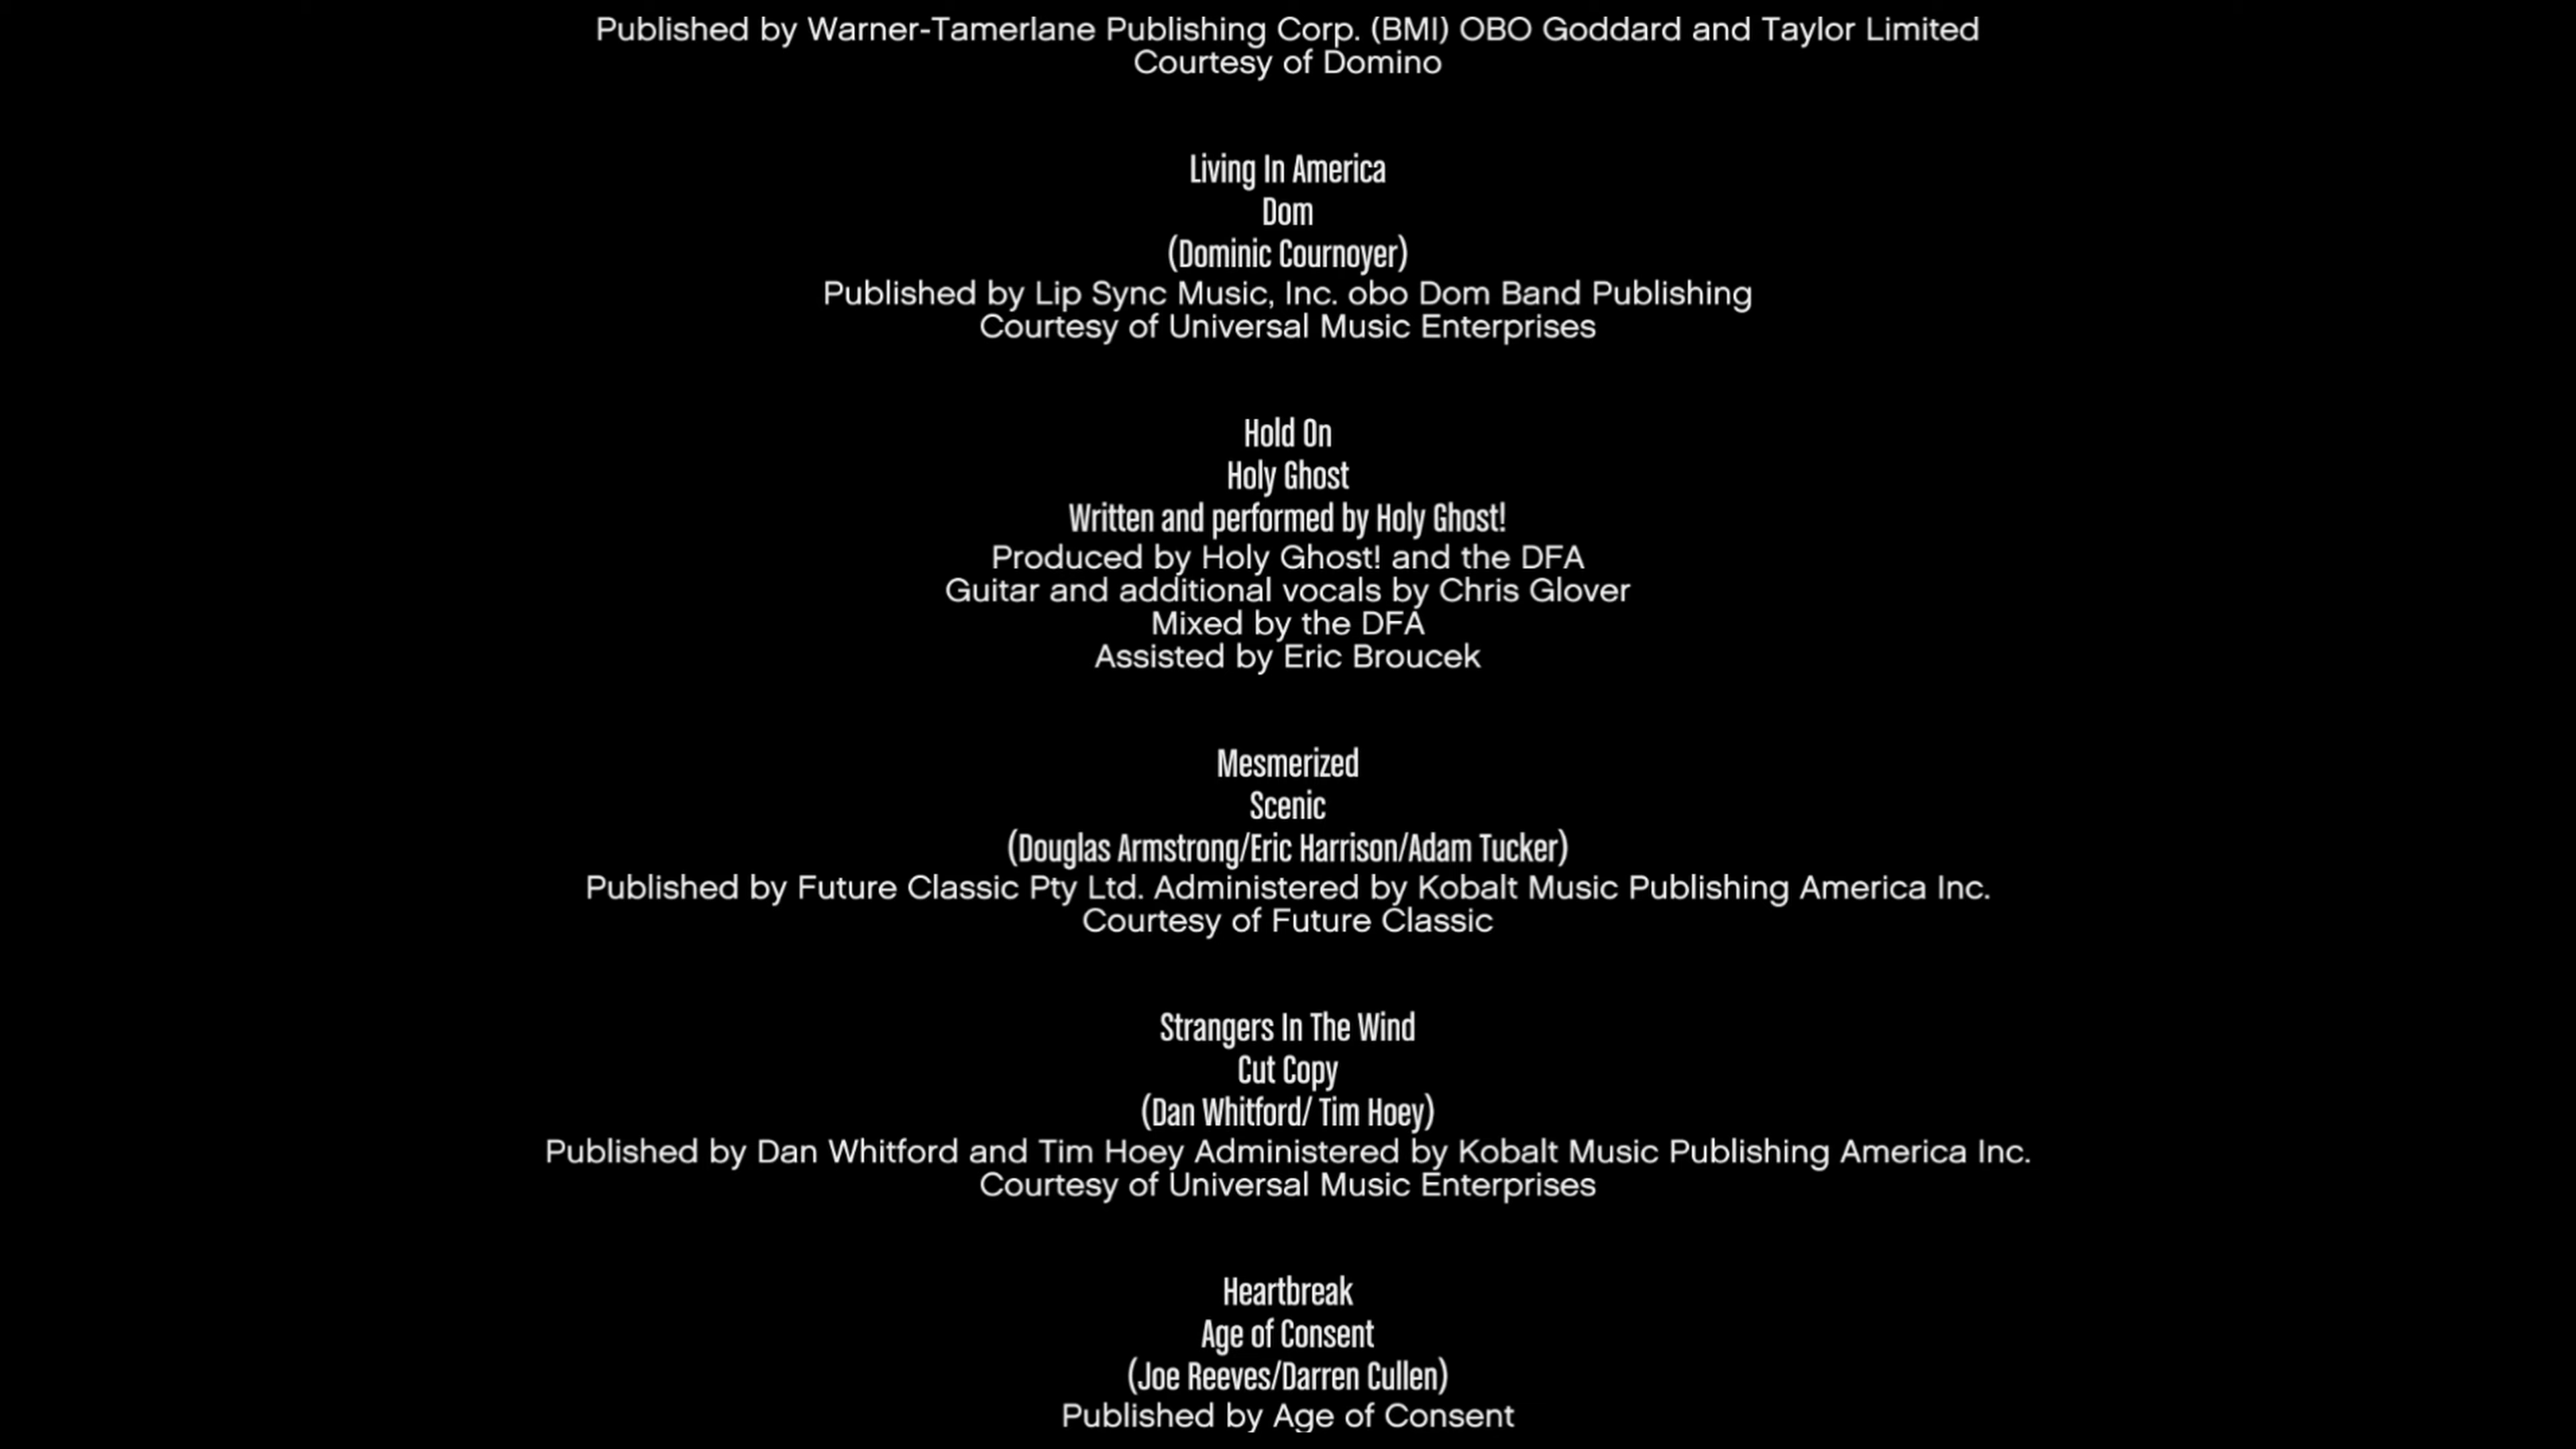 Published by Warner-Tamerlane Publishing Corp. (BMI) OBO Goddard and Taylor Limited
Courtesy of Domino
Living In America
Dom
(Dominic Cournoyer)
Published by Lip Sync Music, Inc. obo Dom Band Publishing
Courtesy of Universal Music Enterprises
Hold On
Holy Ghost
Written and performed by Holy Ghost!
Produced by Holy Ghost! and the DFA
Guitar and additional vocals by Chris Glover
Mixed by the DFA
Assisted by Eric Broucek
Mesmerized
Scenic
(Douglas Armstrong/Eric Harrison/Adam Tucker)
Published by Future Classic Pty Ltd. Administered by Kobalt Music Publishing America Inc.
Courtesy of Future Classic
Strangers In The Wind
Cut Copy
(Dan Whitford/ Tim Hoey)
Published by Dan Whitford and Tim Hoey Administered by Kobalt Music Publishing America Inc.
Courtesy of Universal Music Enterprises
Heartbreak
Age of Consent
(Joe Reeves/Darren Cullen)
Published by Age of Consent